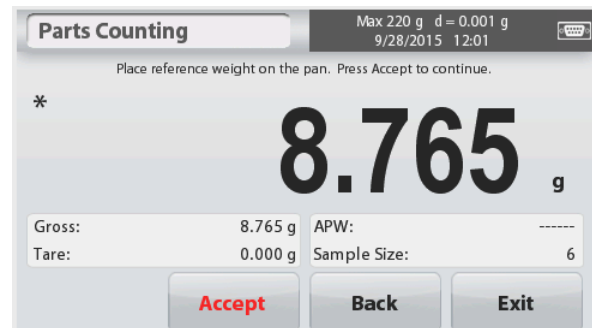 Parts Counting
Max 220 g d = 0.001 g
9/28/2015 12:01
Place reference weight on the pan. Press Accept to continue.
*
8.765 g
Gross: 8.765 g APW: ------
Tare: 0.000 g Sample Size: 6
Accept Back Exit